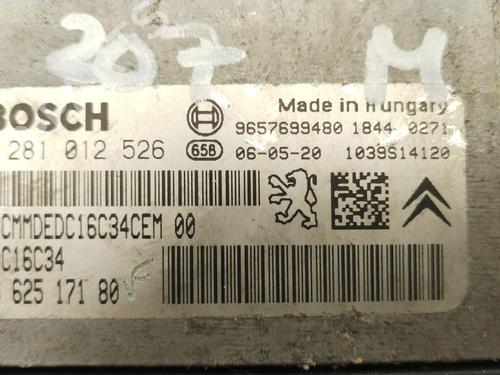 207 M
BOSCH
Made in Hungary
9657699480 1844 0271
281 012 526 658 06-05-20 1039S14120
CMMDEDC16C34CEM 00
C16C34
625 171 80